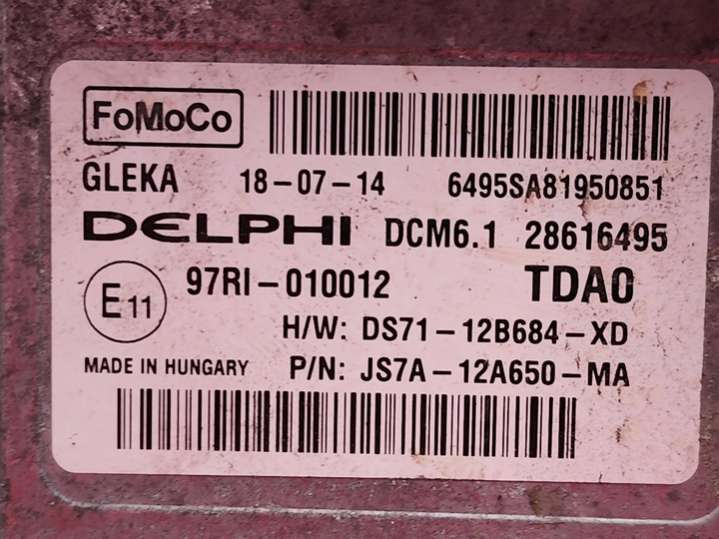 FoMoCo
GLEKA 18-07-14 6495SA81950851
DELPHI DCM6.1 28616495
E11 97RI-010012 TDA0
H/W: DS71-12B684-XD
MADE IN HUNGARY P/N: JS7A-12A650-MA